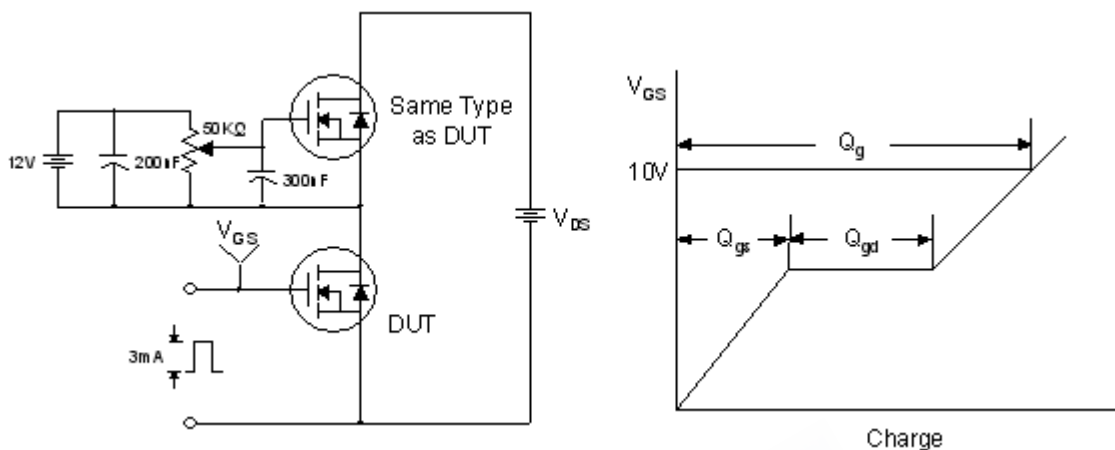 Same Type
as DUT
50KΩ
12V
200nF
300nF
V_GS
V_DS
DUT
3mA
V_GS
10V
Q_g
Q_gs
Q_gd
Charge